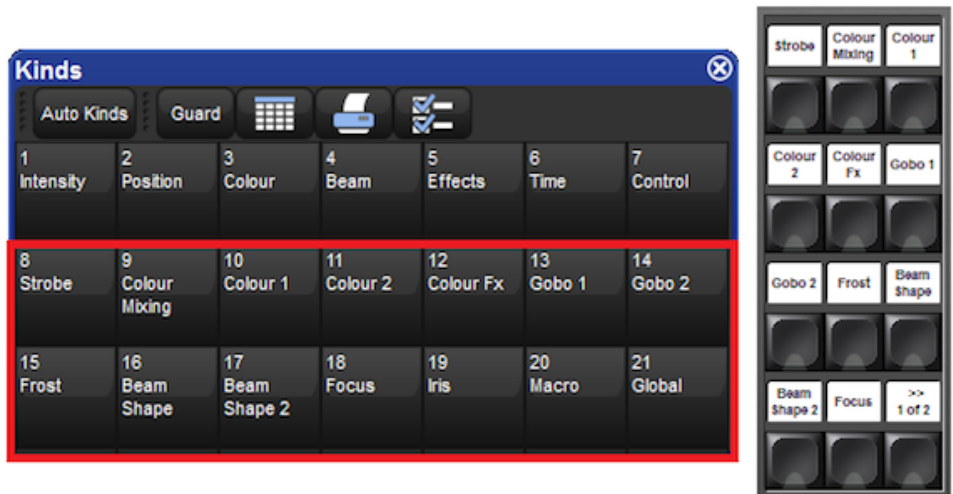 Kinds
Auto Kinds Guard
1 2 3 4 5 6 7
Intensity Position Colour Beam Effects Time Control
8 9 10 11 12 13 14
Strobe Colour Colour 1 Colour 2 Colour Fx Gobo 1 Gobo 2
Mixing
15 16 17 18 19 20 21
Frost Beam Beam Focus Iris Macro Global
Shape Shape 2
Strobe Colour Colour
Mixing 1
Colour Colour Gobo 1
2 Fx
Gobo 2 Frost Beam
Shape
Beam Focus >>
Shape 2 1 of 2